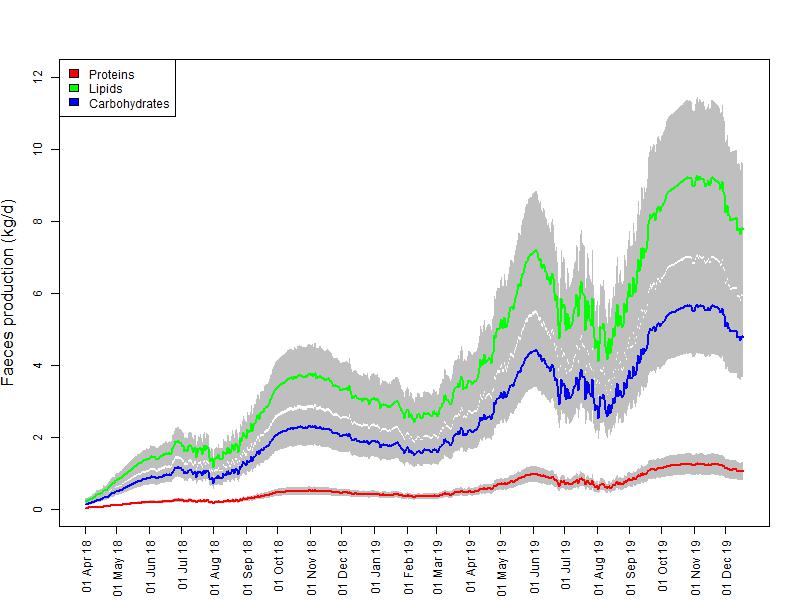 Proteins
Lipids
Carbohydrates
Faeces production (kg/d)
12
10
8
6
4
2
0
01 Apr 18
01 May 18
01 Jun 18
01 Jul 18
01 Aug 18
01 Sep 18
01 Oct 18
01 Nov 18
01 Dec 18
01 Jan 19
01 Feb 19
01 Mar 19
01 Apr 19
01 May 19
01 Jun 19
01 Jul 19
01 Aug 19
01 Sep 19
01 Oct 19
01 Nov 19
01 Dec 19